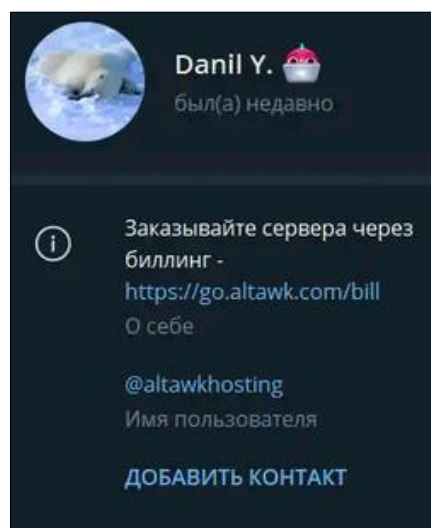 Danil Y.
был(а) недавно
Заказывайте сервера через
биллинг -
https://go.altawk.com/bill
О себе
@altawkhosting
Имя пользователя
ДОБАВИТЬ КОНТАКТ